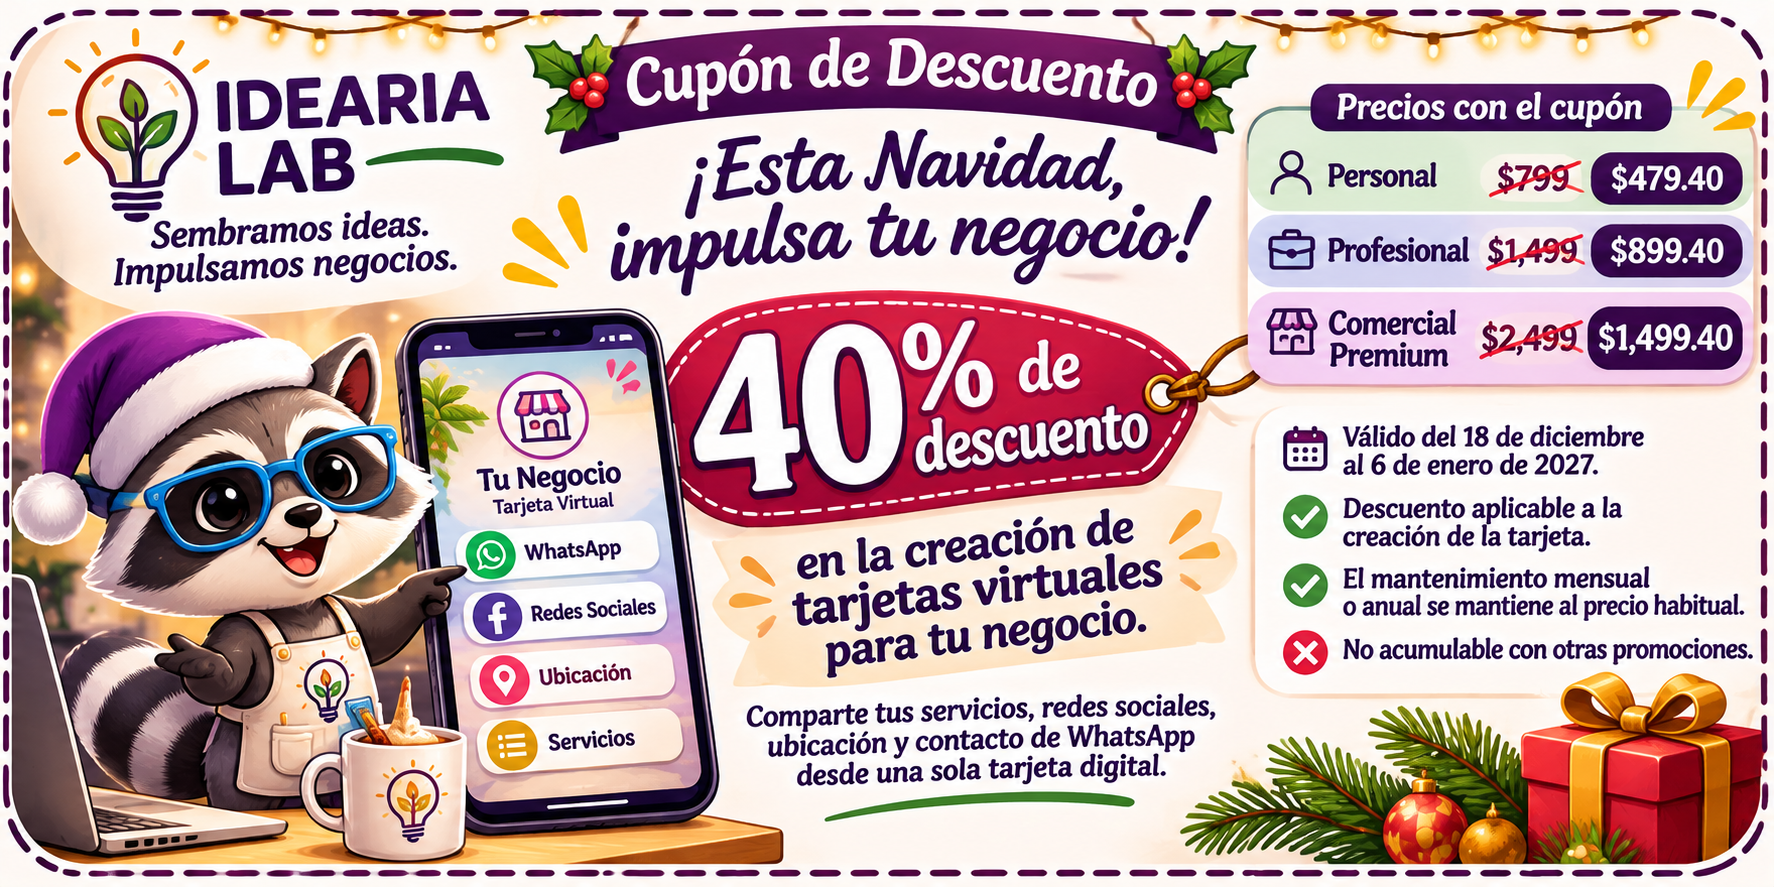 IDEARIA
LAB
Sembramos ideas.
Impulsamos negocios.
Cupón de Descuento
¡Esta Navidad,
impulsa tu negocio!
40% de
descuento
en la creación de
tarjetas virtuales
para tu negocio.
Comparte tus servicios, redes sociales,
ubicación y contacto de WhatsApp
desde una sola tarjeta digital.
Tu Negocio
Tarjeta Virtual
WhatsApp
Redes Sociales
Ubicación
Servicios
Precios con el cupón
Personal $799 $479.40
Profesional $1,499 $899.40
Comercial
Premium $2,499 $1,499.40
Válido del 18 de diciembre
al 6 de enero de 2027.
Descuento aplicable a la
creación de la tarjeta.
El mantenimiento mensual
o anual se mantiene al precio habitual.
No acumulable con otras promociones.